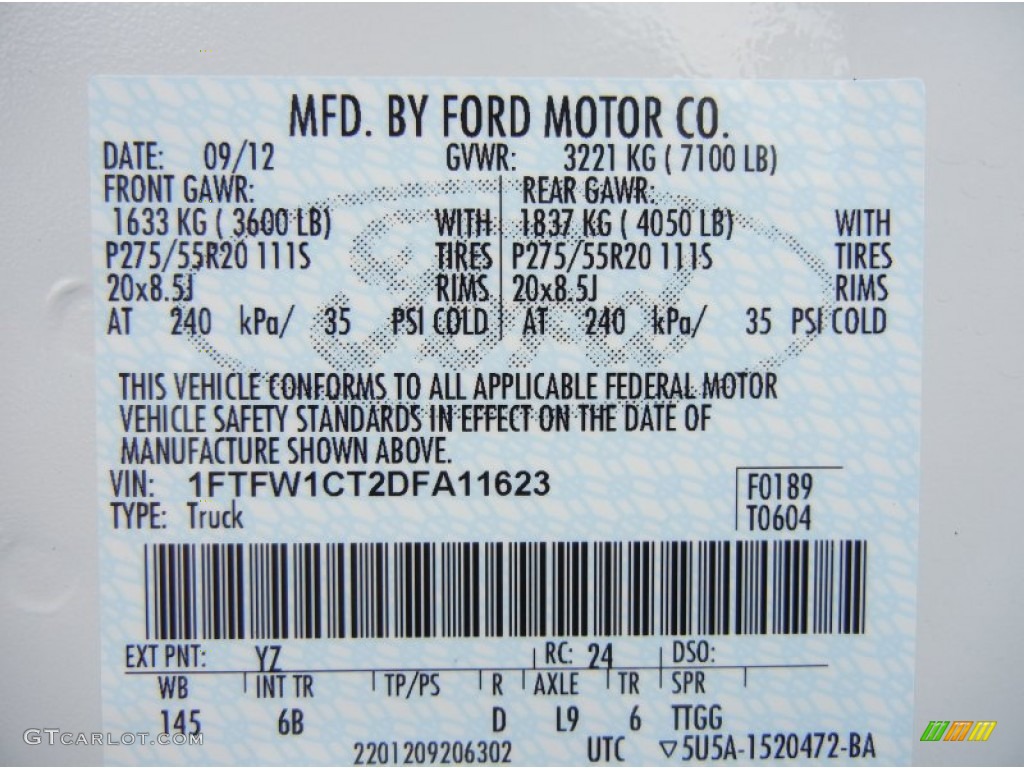 MFD. BY FORD MOTOR CO.
DATE: 09/12 GVWR: 3221 KG ( 7100 LB)
FRONT GAWR: REAR GAWR:
1633 KG ( 3600 LB) WITH 1837 KG ( 4050 LB) WITH
P275/55R20 111S TIRES P275/55R20 111S TIRES
20x8.5J RIMS 20x8.5J RIMS
AT 240 kPa/ 35 PSI COLD AT 240 kPa/ 35 PSI COLD
Ford
THIS VEHICLE CONFORMS TO ALL APPLICABLE FEDERAL MOTOR
VEHICLE SAFETY STANDARDS IN EFFECT ON THE DATE OF
MANUFACTURE SHOWN ABOVE.
VIN: 1FTFW1CT2DFA11623 F0189
TYPE: Truck T0604
EXT PNT: YZ RC: 24 DSO:
WB INT TR TP/PS R AXLE TR SPR
145 6B D L9 6 TTGG
2201209206302 UTC ▽5U5A-1520472-BA
GTCARLOT.COM